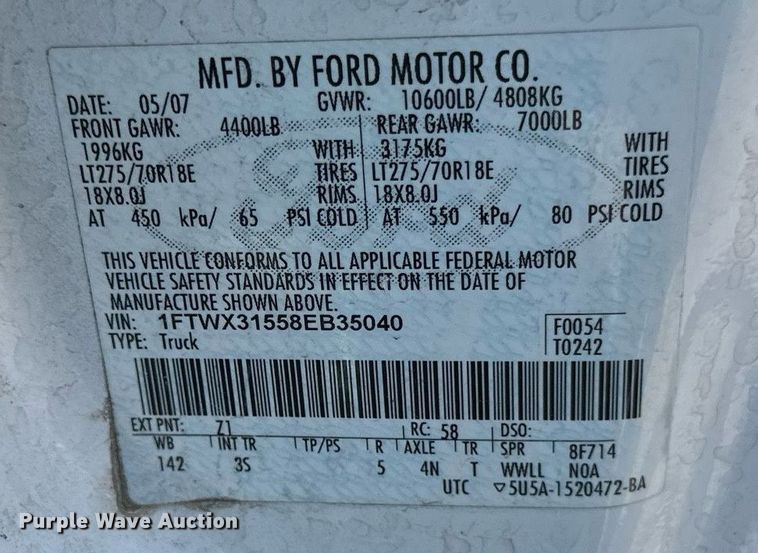 MFD. BY FORD MOTOR CO.
DATE: 05/07 GVWR: 10600LB/ 4808KG
FRONT GAWR: 4400LB REAR GAWR: 7000LB
1996KG WITH 3175KG WITH
LT275/70R18E TIRES LT275/70R18E TIRES
18X8.0J RIMS 18X8.0J RIMS
AT 450 kPa/ 65 PSI COLD AT 550 kPa/ 80 PSI COLD
THIS VEHICLE CONFORMS TO ALL APPLICABLE FEDERAL MOTOR
VEHICLE SAFETY STANDARDS IN EFFECT ON THE DATE OF
MANUFACTURE SHOWN ABOVE.
VIN: 1FTWX31558EB35040 F0054
TYPE: Truck T0242
EXT PNT: Z1 RC: 58 DSO:
WB INT TR TP/PS R AXLE TR SPR 8F714
142 3S 5 4N T WWLL NOA
UTC ▽5U5A-1520472-BA
Purple Wave Auction